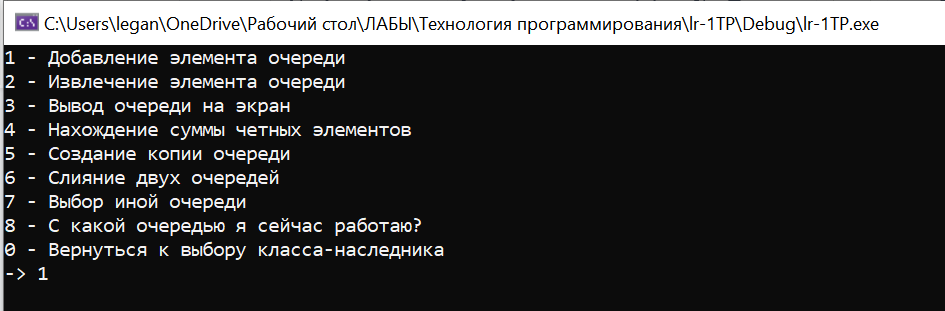 C:\Users\legan\OneDrive\Рабочий стол\ЛАБЫ\Технология программирования\lr-1TP\Debug\lr-1TP.exe
1 - Добавление элемента очереди
2 - Извлечение элемента очереди
3 - Вывод очереди на экран
4 - Нахождение суммы четных элементов
5 - Создание копии очереди
6 - Слияние двух очередей
7 - Выбор иной очереди
8 - С какой очередью я сейчас работаю?
0 - Вернуться к выбору класса-наследника
-> 1